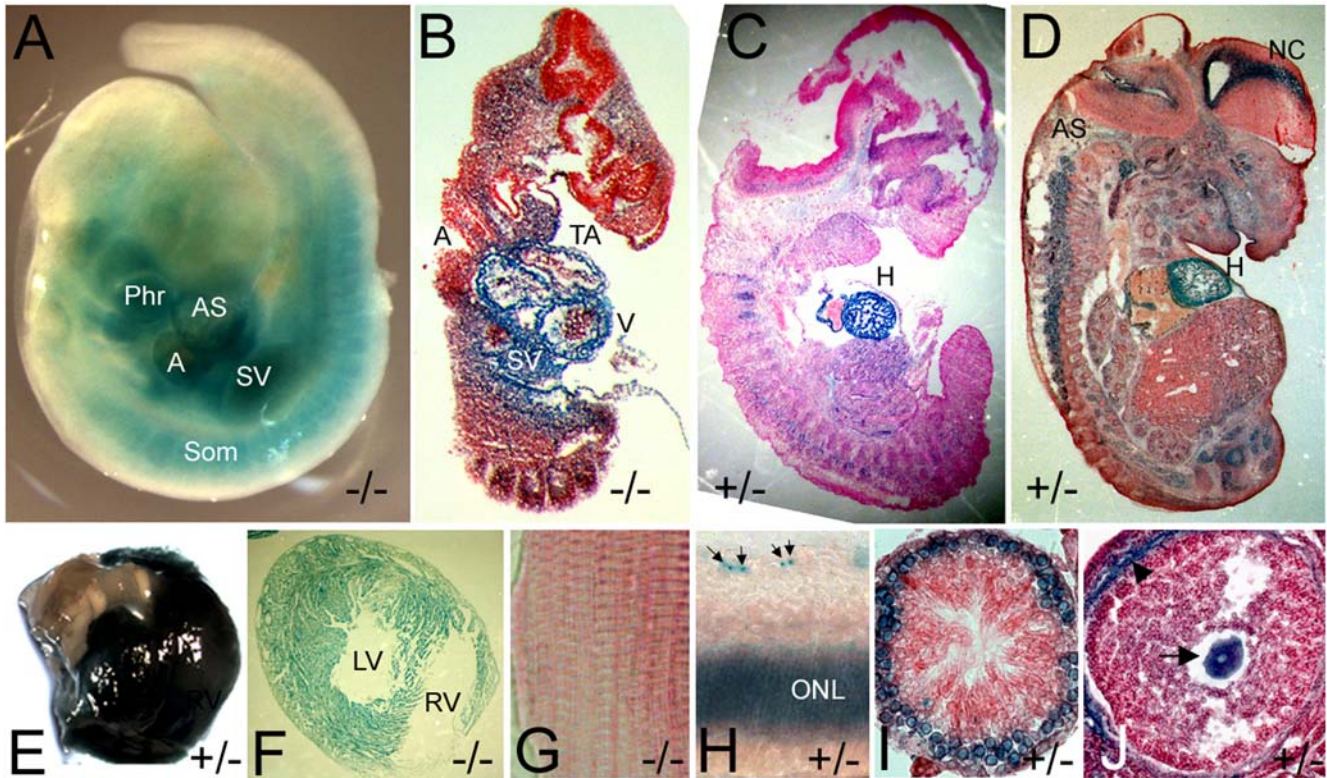 A
Phr
AS
A
SV
Som
-/-
B
A
TA
V
SV
-/-
C
H
+/-
D
NC
AS
H
+/-
E
RV
+/-
F
LV
RV
-/-
G
-/-
H
ONL
+/-
I
+/-
J
+/-